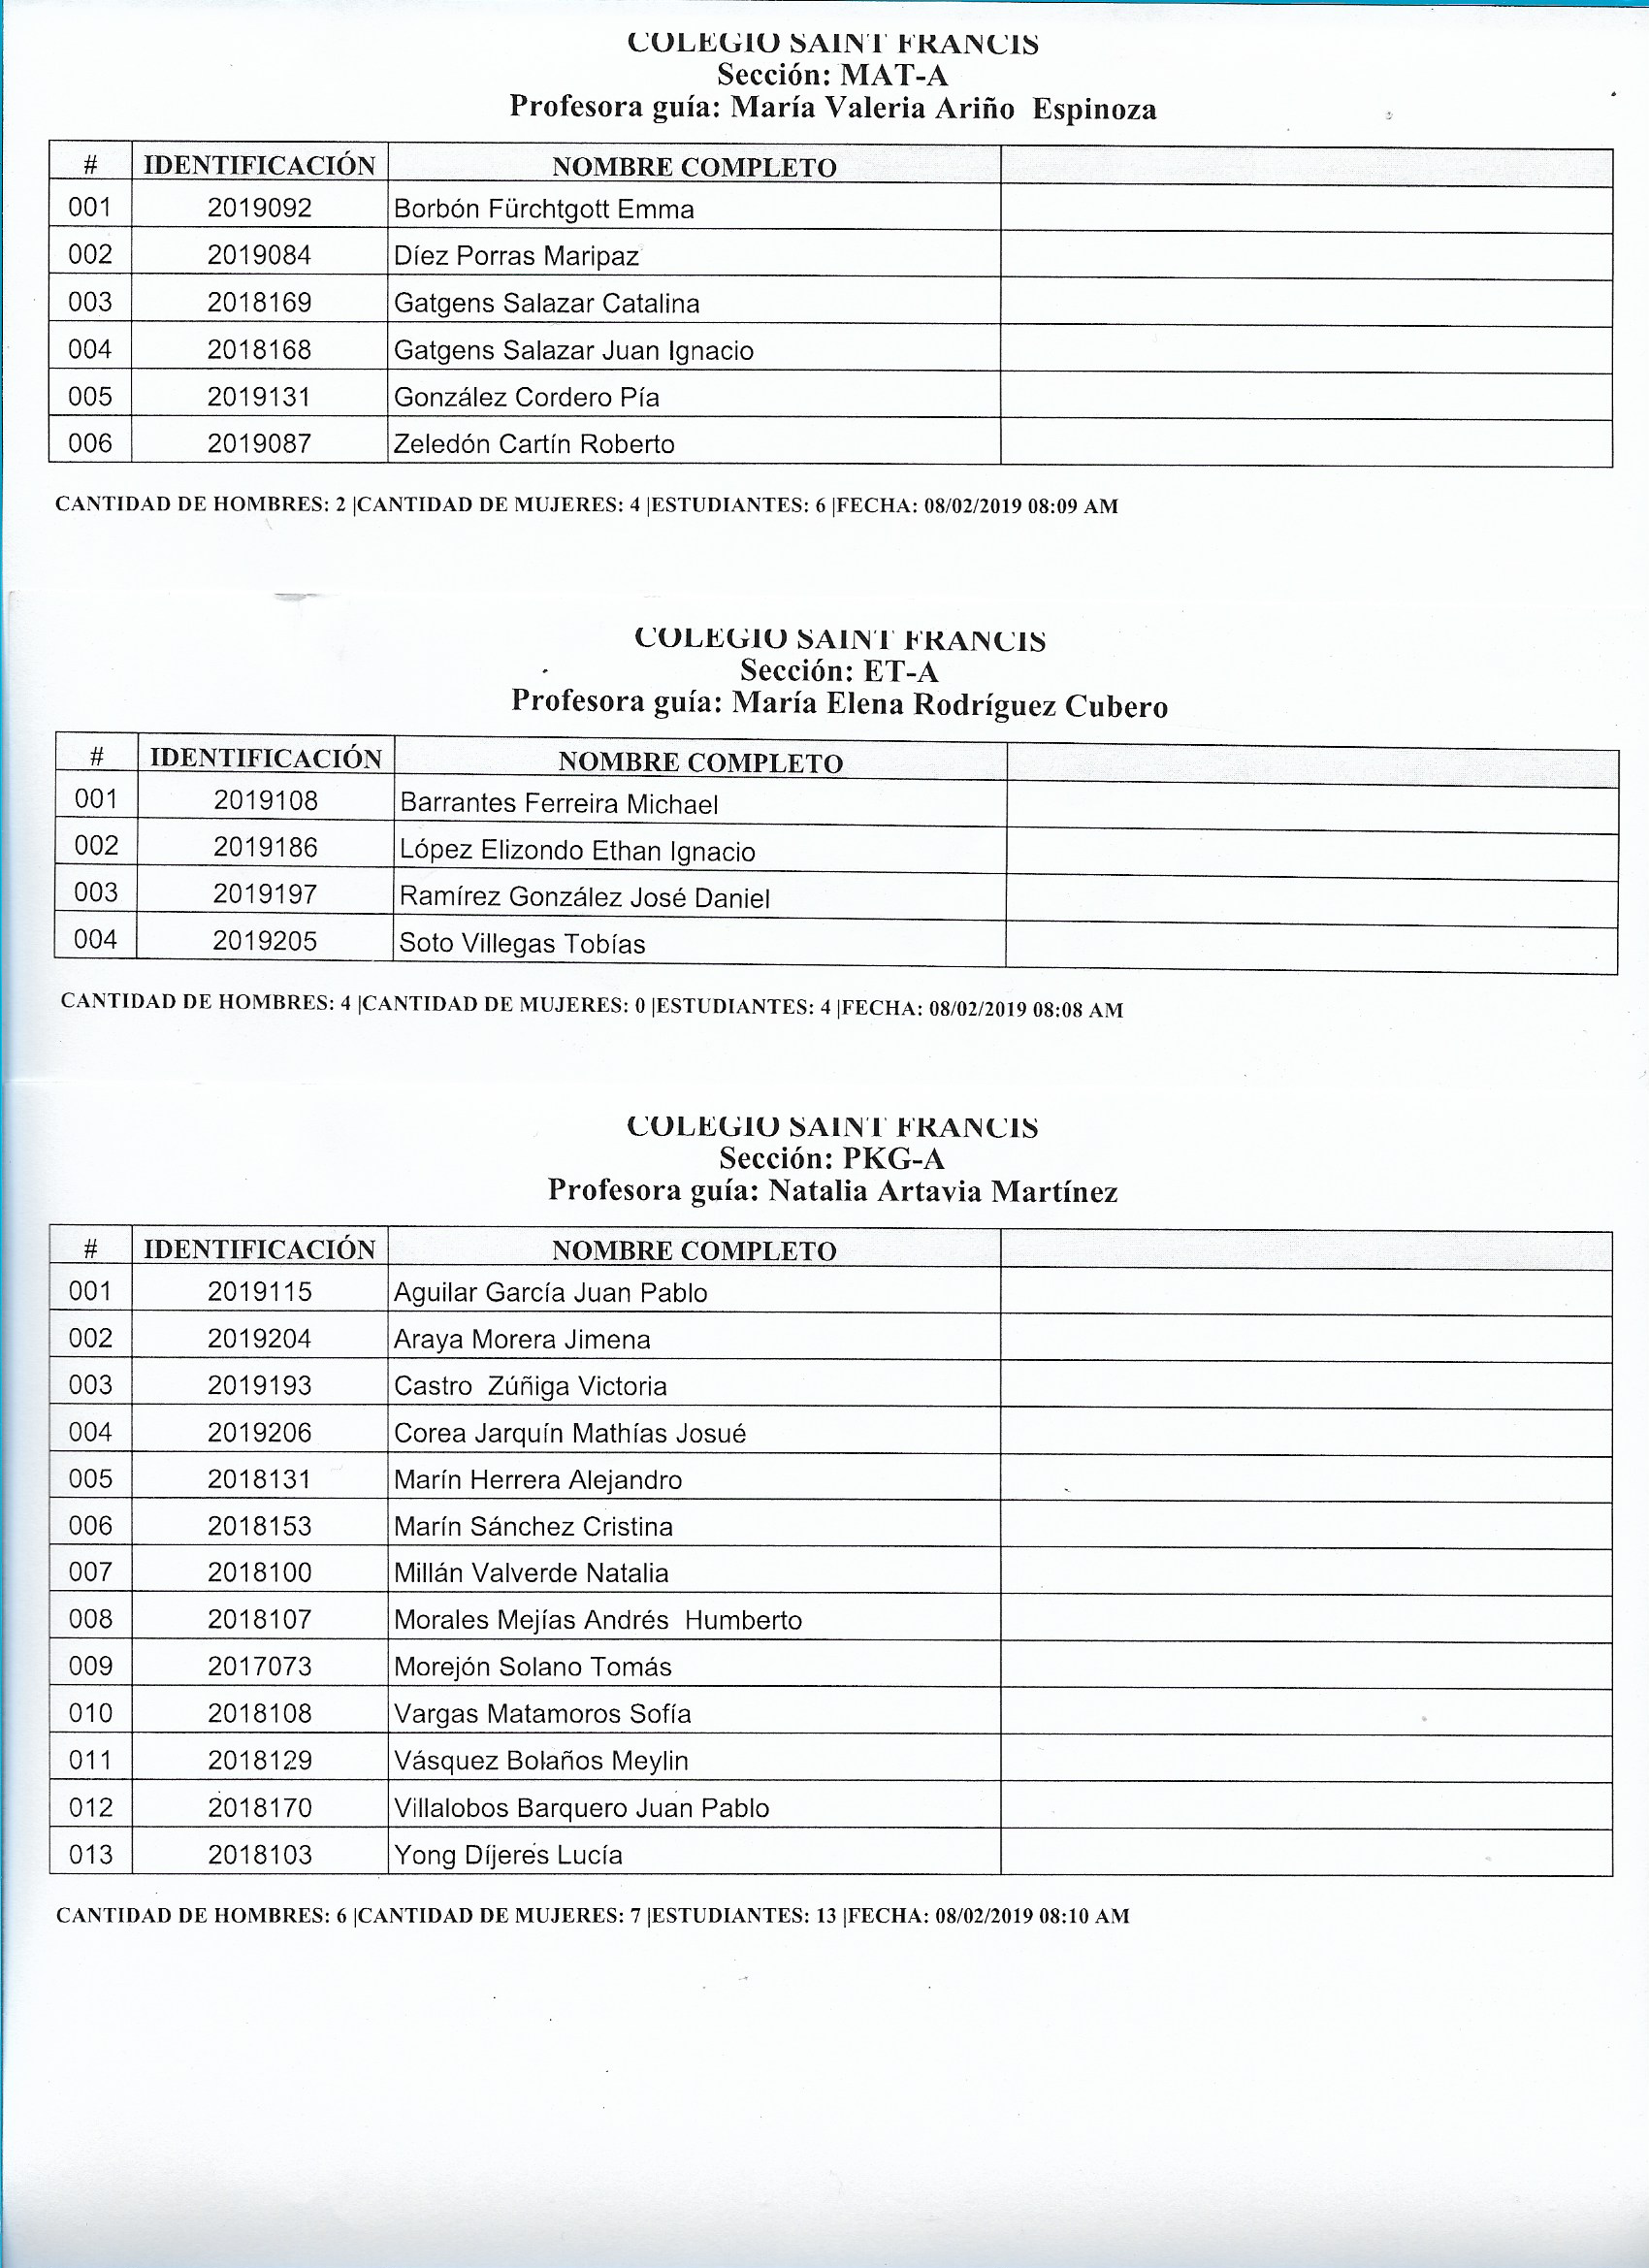 COLEGIO SAINT FRANCIS
Sección: MAT-A
Profesora guía: María Valeria Ariño  Espinoza
# IDENTIFICACIÓN NOMBRE COMPLETO
001 2019092 Borbón Fürchtgott Emma
002 2019084 Díez Porras Maripaz
003 2018169 Gatgens Salazar Catalina
004 2018168 Gatgens Salazar Juan Ignacio
005 2019131 González Cordero Pía
006 2019087 Zeledón Cartín Roberto
CANTIDAD DE HOMBRES: 2 |CANTIDAD DE MUJERES: 4 |ESTUDIANTES: 6 |FECHA: 08/02/2019 08:09 AM
COLEGIO SAINT FRANCIS
Sección: ET-A
Profesora guía: María Elena Rodríguez Cubero
# IDENTIFICACIÓN NOMBRE COMPLETO
001 2019108 Barrantes Ferreira Michael
002 2019186 López Elizondo Ethan Ignacio
003 2019197 Ramírez González José Daniel
004 2019205 Soto Villegas Tobías
CANTIDAD DE HOMBRES: 4 |CANTIDAD DE MUJERES: 0 |ESTUDIANTES: 4 |FECHA: 08/02/2019 08:08 AM
COLEGIO SAINT FRANCIS
Sección: PKG-A
Profesora guía: Natalia Artavia Martínez
# IDENTIFICACIÓN NOMBRE COMPLETO
001 2019115 Aguilar García Juan Pablo
002 2019204 Araya Morera Jimena
003 2019193 Castro  Zúñiga Victoria
004 2019206 Corea Jarquín Mathías Josué
005 2018131 Marín Herrera Alejandro
006 2018153 Marín Sánchez Cristina
007 2018100 Millán Valverde Natalia
008 2018107 Morales Mejías Andrés  Humberto
009 2017073 Morejón Solano Tomás
010 2018108 Vargas Matamoros Sofía
011 2018129 Vásquez Bolaños Meylin
012 2018170 Villalobos Barquero Juan Pablo
013 2018103 Yong Díjeres Lucía
CANTIDAD DE HOMBRES: 6 |CANTIDAD DE MUJERES: 7 |ESTUDIANTES: 13 |FECHA: 08/02/2019 08:10 AM